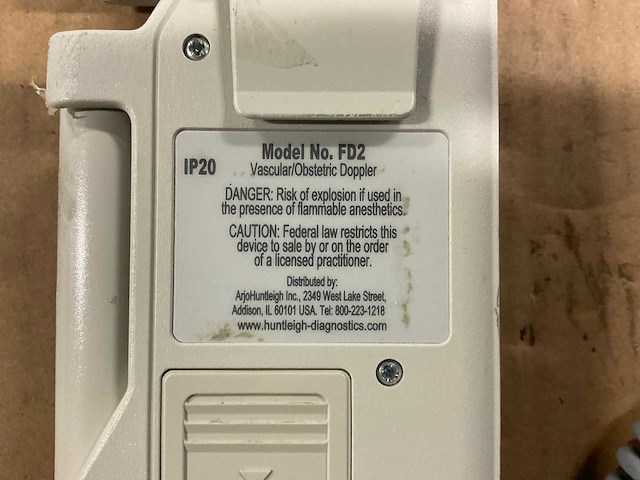 Model No. FD2
IP20
Vascular/Obstetric Doppler
DANGER: Risk of explosion if used in
the presence of flammable anesthetics.
CAUTION: Federal law restricts this
device to sale by or on the order
of a licensed practitioner.
Distributed by:
ArjoHuntleigh Inc., 2349 West Lake Street,
Addison, IL 60101 USA. Tel: 800-223-1218
www.huntleigh-diagnostics.com